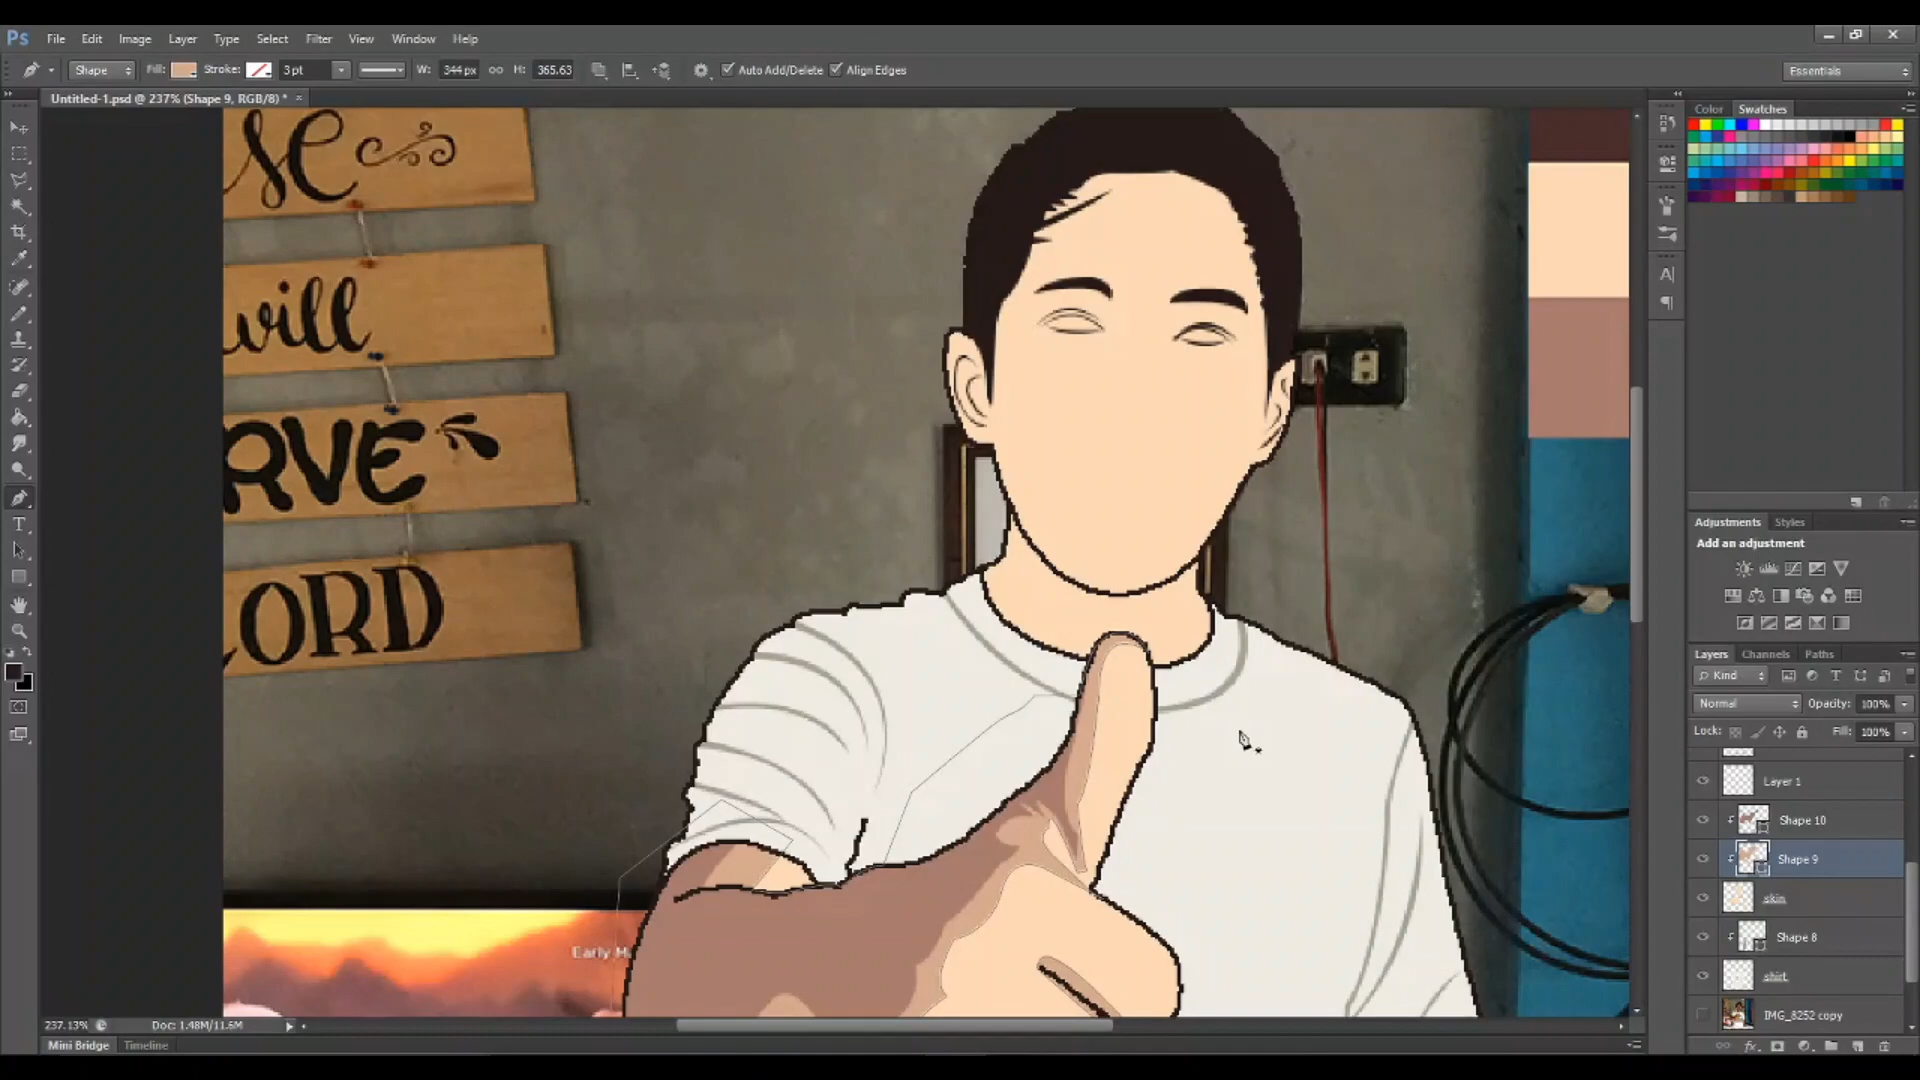 Ps File Edit Image Layer Type Select Filter View Window Help
Shape Fill: Stroke: 3 pt W: 344 px H: 365.63 Auto Add/Delete Align Edges Essentials
Untitled-1.psd @ 237% (Shape 9, RGB/8) * ×
Color Swatches
will
RVE
LORD
Early M
Adjustments Styles
Add an adjustment
Layers Channels Paths
Kind
Normal Opacity: 100%
Lock: Fill: 100%
Layer 1
Shape 10
Shape 9
skin
Shape 8
shirt
IMG_8252 copy
237.13% Doc: 1.48M/11.6M
Mini Bridge Timeline